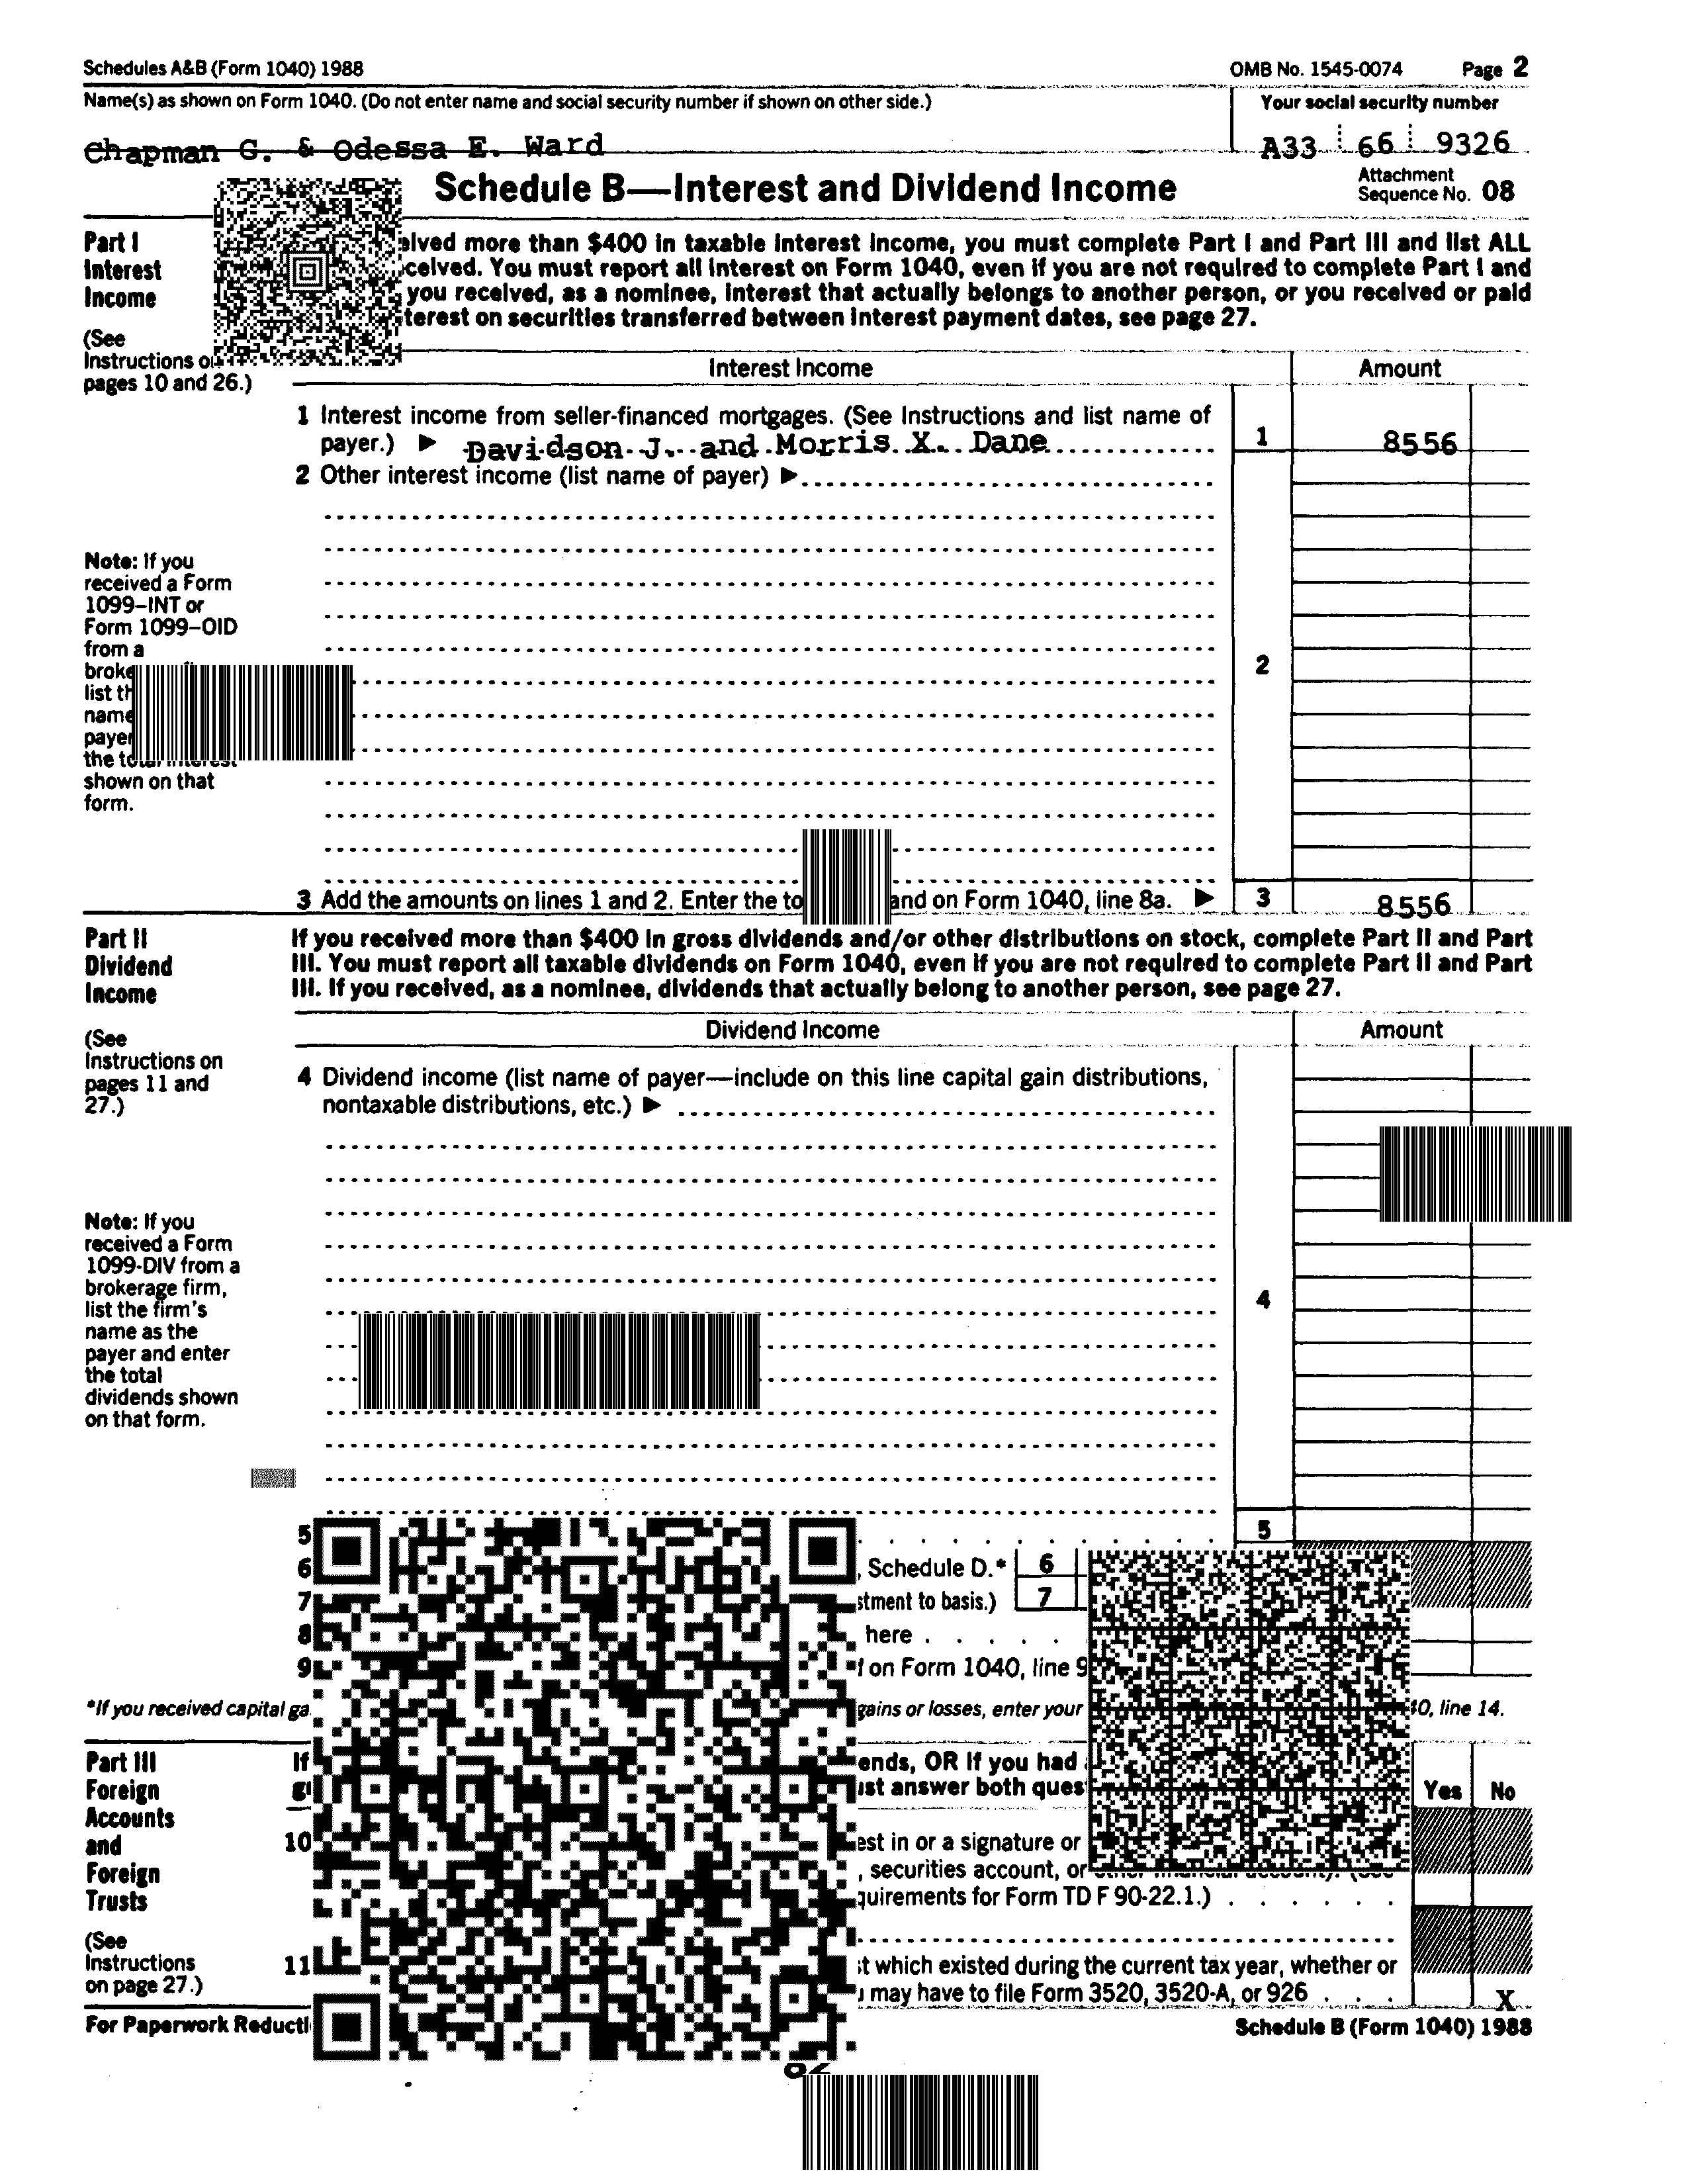 Schedules A&B (Form 1040) 1988 OMB No. 1545-0074 Page 2
Name(s) as shown on Form 1040. (Do not enter name and social security number if shown on other side.) Your social security number
Chapman G. & Odessa E. Ward A33 66 9326
Schedule B—Interest and Dividend Income Attachment Sequence No. 08
Part I
Interest
Income
(See
Instructions
pages 10 and 26.)
more than $400 in taxable interest income, you must complete Part I and Part III and list ALL
You must report all interest on Form 1040, even if you are not required to complete Part I and
you received, as a nominee, interest that actually belongs to another person, or you received or paid
on securities transferred between interest payment dates, see page 27.
Interest Income Amount
1 Interest income from seller-financed mortgages. (See Instructions and list name of
payer.) ▶ Davidson J. and Morris X. Dane 1 8556
2 Other interest income (list name of payer) ▶
Note: If you
received a Form
1099–INT or
Form 1099–OID
from a
list
the
shown on that
form.
2
3 Add the amounts on lines 1 and 2. Enter the and on Form 1040, line 8a. ▶ 3 8556
Part II
Dividend
Income
(See
Instructions on
pages 11 and
27.)
If you received more than $400 in gross dividends and/or other distributions on stock, complete Part II and Part
III. You must report all taxable dividends on Form 1040, even if you are not required to complete Part II and Part
III. If you received, as a nominee, dividends that actually belong to another person, see page 27.
Dividend Income Amount
4 Dividend income (list name of payer—include on this line capital gain distributions,
nontaxable distributions, etc.) ▶
Note: If you
received a Form
1099-DIV from a
brokerage firm,
list the firm's
name as the
payer and enter
the total
dividends shown
on that form.
4
5 5
6 , Schedule D.* 6
7 to basis.) 7
8 here
9 on Form 1040, line 9
*If you received capital gains or losses, enter your line 14.
Part III
Foreign
Accounts
and
Foreign
Trusts
(See
Instructions
on page 27.)
If OR If you had
answer both Yes No
10 in or a signature or
, securities account, or
for Form TD F 90-22.1.)
11 which existed during the current tax year, whether or
may have to file Form 3520, 3520-A, or 926 X
For Paperwork Schedule B (Form 1040) 1988